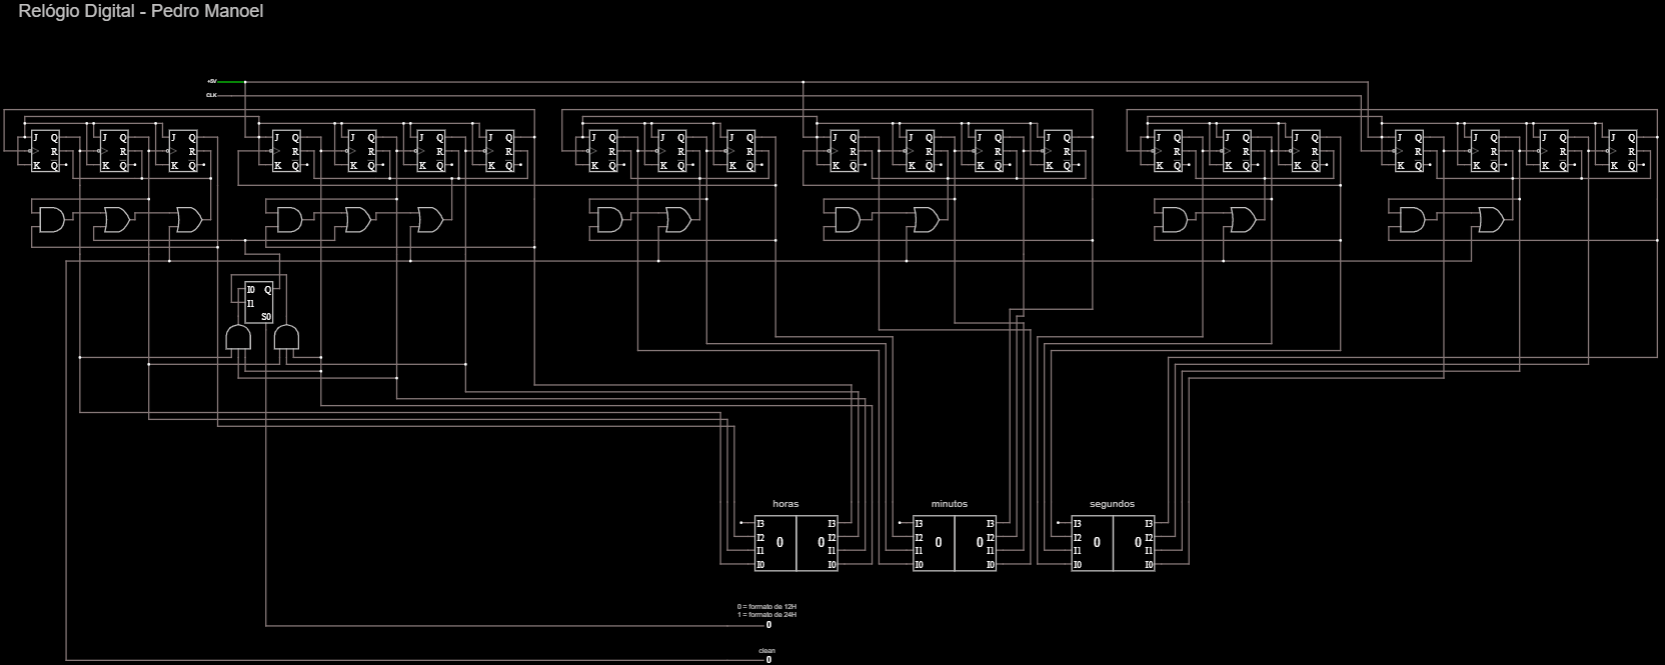 Relógio Digital - Pedro Manoel
+5V
CLK
J Q J Q J Q J Q J Q J Q J Q J Q J Q J Q J Q J Q J Q J Q J Q J Q J Q J Q J Q J Q J Q
R R R R R R R R R R R R R R R R R R R R R
K Q K Q K Q K Q K Q K Q K Q K Q K Q K Q K Q K Q K Q K Q K Q K Q K Q K Q K Q K Q K Q
I0 Q
I1
S0
horas minutos segundos
I3 I3 I3 I3 I3 I3
I2 0 0 I2 I2 0 0 I2 I2 0 0 I2
I1 I1 I1 I1 I1 I1
I0 I0 I0 I0 I0 I0
0 = formato de 12H
1 = formato de 24H
0
clean
0